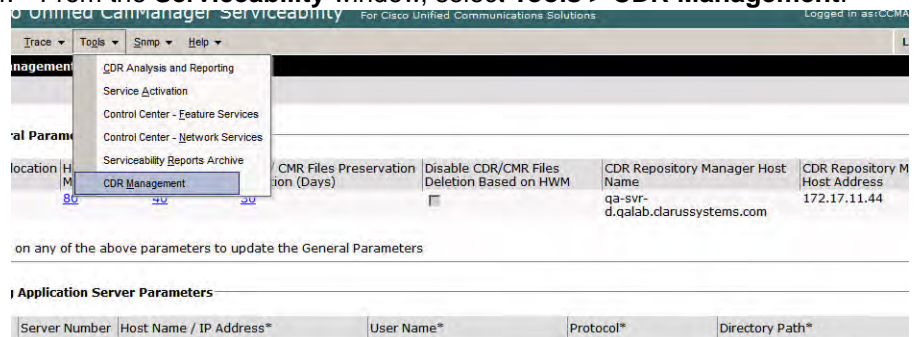 From the Serviceability window, select Tools > CDR Management.
Unified CallManager Serviceability For Cisco Unified Communications Solutions Logged in as:CCMA
Trace Tools Snmp Help L
nagement
CDR Analysis and Reporting
Service Activation
Control Center - Feature Services
Control Center - Network Services
Serviceability Reports Archive
CDR Management
ral Param
location H / CMR Files Preservation Disable CDR/CMR Files CDR Repository Manager Host CDR Repository M
M ion (Days) Deletion Based on HWM Name Host Address
80 40 30 qa-svr- 172.17.11.44
d.qalab.clarussystems.com
on any of the above parameters to update the General Parameters
Application Server Parameters
Server Number Host Name / IP Address* User Name* Protocol* Directory Path*